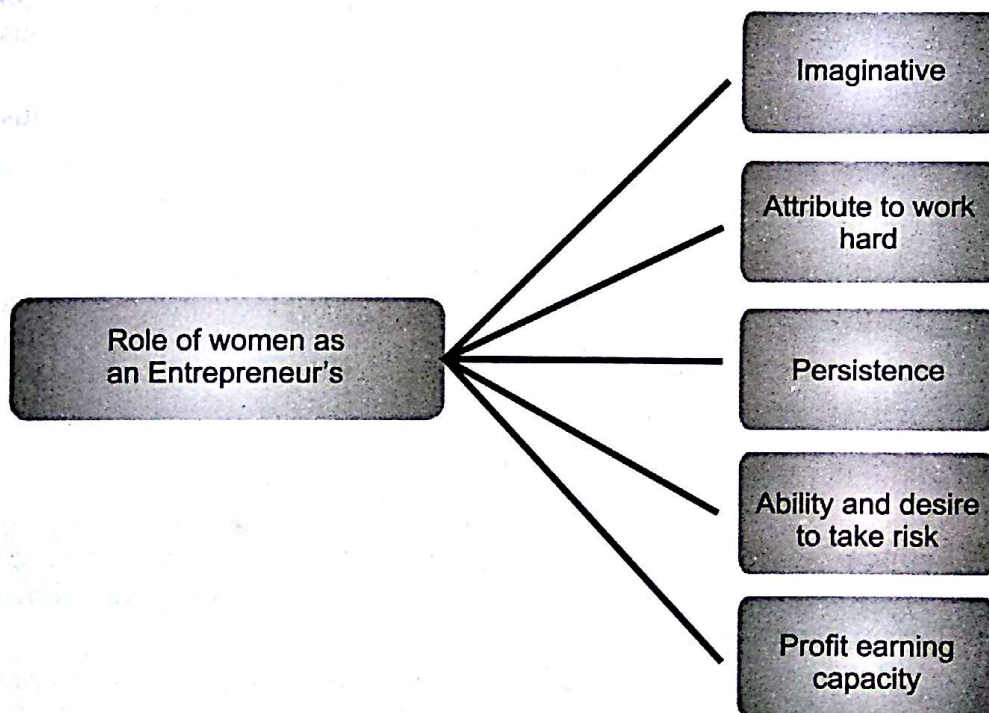 Role of women as
an Entrepreneur's
Imaginative
Attribute to work
hard
Persistence
Ability and desire
to take risk
Profit earning
capacity